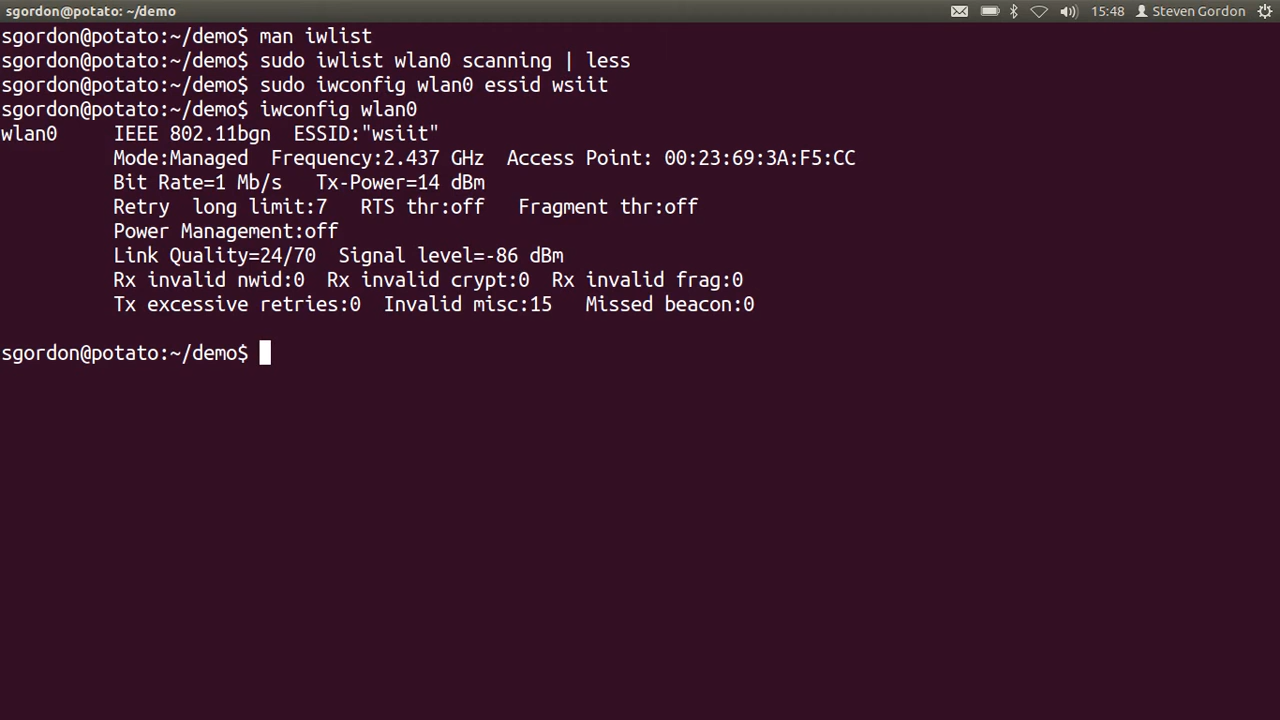 sgordon@potato: ~/demo 15:48 Steven Gordon
sgordon@potato:~/demo$ man iwlist
sgordon@potato:~/demo$ sudo iwlist wlan0 scanning | less
sgordon@potato:~/demo$ sudo iwconfig wlan0 essid wsiit
sgordon@potato:~/demo$ iwconfig wlan0
wlan0     IEEE 802.11bgn  ESSID:"wsiit"
          Mode:Managed  Frequency:2.437 GHz  Access Point: 00:23:69:3A:F5:CC
          Bit Rate=1 Mb/s   Tx-Power=14 dBm
          Retry  long limit:7   RTS thr:off   Fragment thr:off
          Power Management:off
          Link Quality=24/70  Signal level=-86 dBm
          Rx invalid nwid:0  Rx invalid crypt:0  Rx invalid frag:0
          Tx excessive retries:0  Invalid misc:15   Missed beacon:0
sgordon@potato:~/demo$